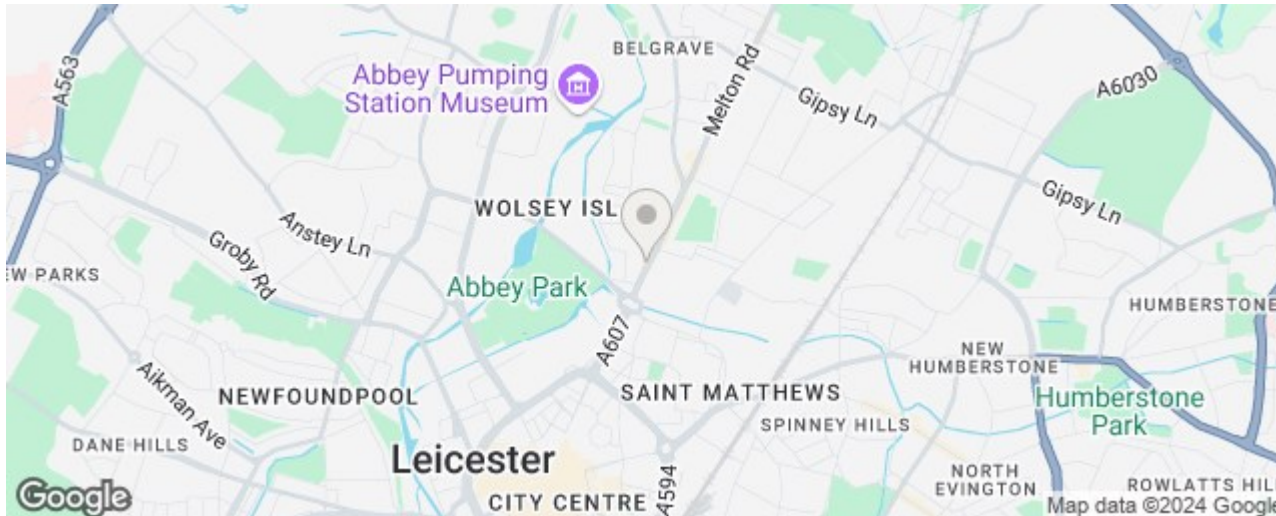 BELGRAVE
Melton Rd
A563
Abbey Pumping
Station Museum
A6030
Gipsy Ln
Gipsy Ln
WOLSEY ISL
Anstey Ln
Groby Rd
EW PARKS
Abbey Park
HUMBERSTONE
A607
NEW
HUMBERSTONE
Aikman Ave
NEWFOUNDPOOL
SAINT MATTHEWS
Humberstone
Park
SPINNEY HILLS
DANE HILLS
Leicester
CITY CENTRE
A594
NORTH
EVINGTON
ROWLATTS HIL
Google
Map data ©2024 Google